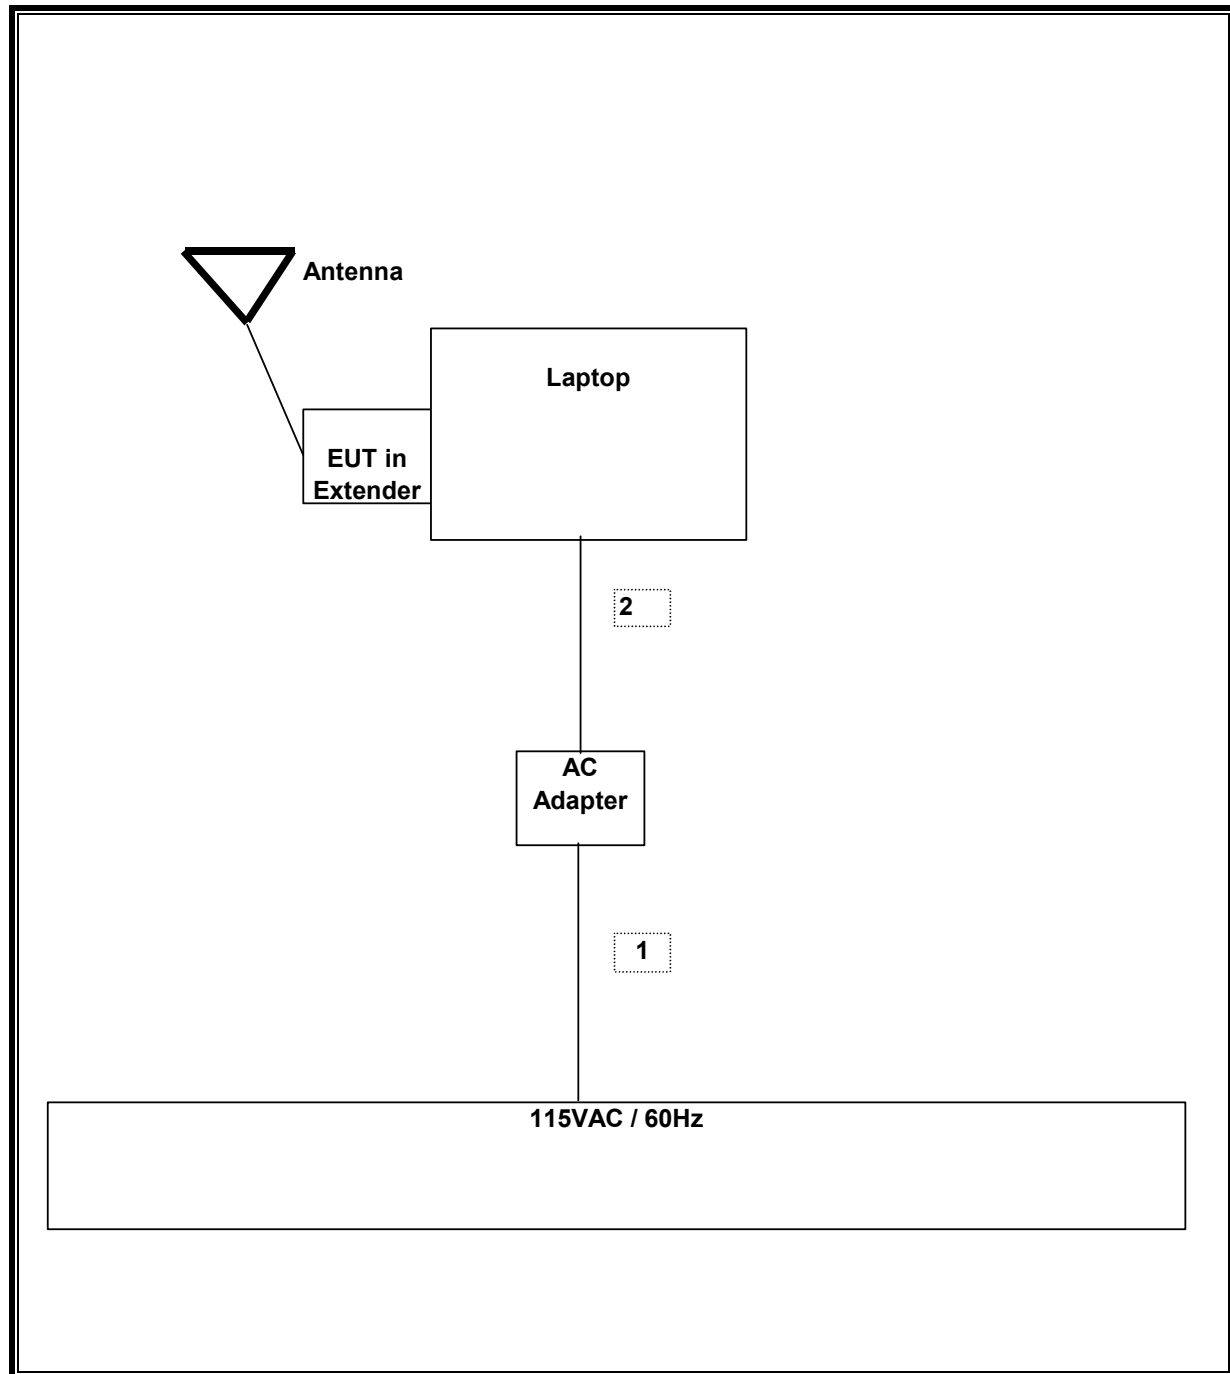 Antenna
Laptop
EUT in
Extender
2
AC
Adapter
1
115VAC / 60Hz